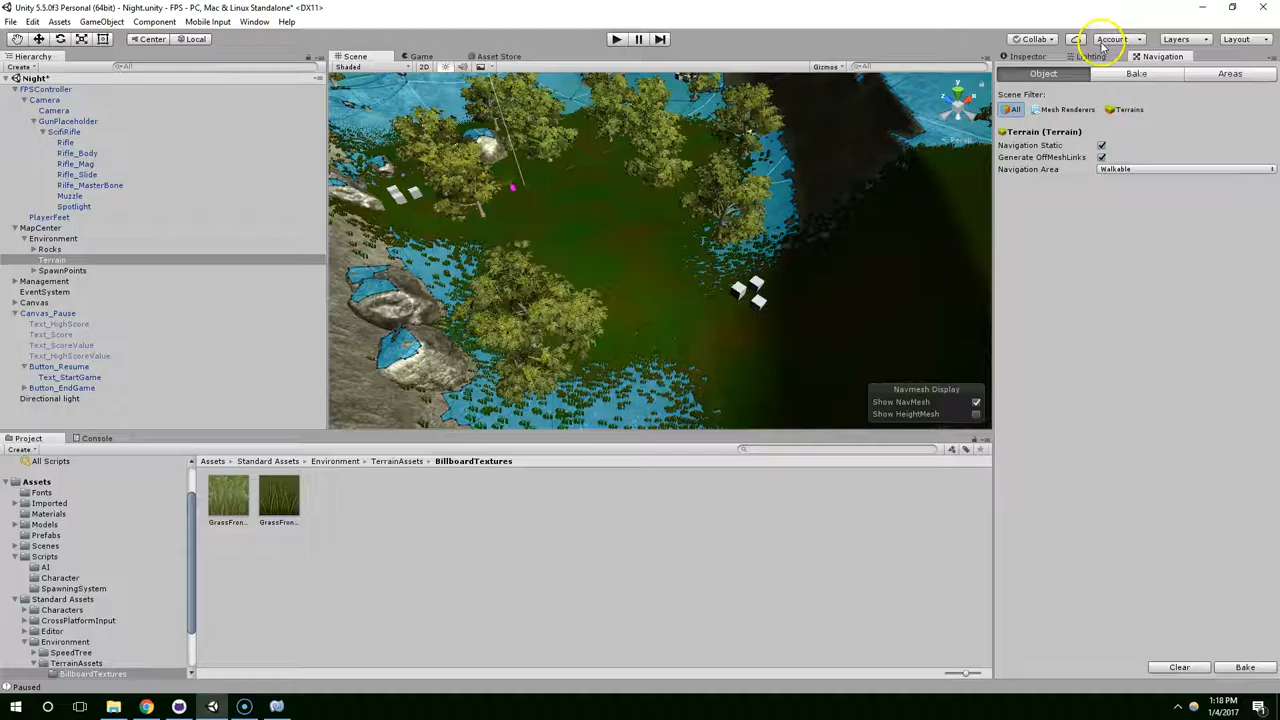 Unity 5.5.0f3 Personal (64bit) - Night.unity - FPS - PC, Mac & Linux Standalone* <DX11>
File Edit Assets GameObject Component Mobile Input Window Help
Center Local Collab Account Layers Layout
Hierarchy Scene Game Asset Store Inspector Lighting Navigation
Create All Shaded 2D Gizmos All Object Bake Areas
Night*
FPSController
Camera
Camera
GunPlaceholder
ScifiRifle
Rifle
Rifle_Body
Rifle_Mag
Rifle_Slide
Rilfe_MasterBone
Muzzle
Spotlight
PlayerFeet
MapCenter
Environment
Rocks
Terrain
SpawnPoints
Management
EventSystem
Canvas
Canvas_Pause
Text_HighScore
Text_Score
Text_ScoreValue
Text_HighScoreValue
Button_Resume
Text_StartGame
Button_EndGame
Directional light
y
x
z
Persp
Navmesh Display
Show NavMesh
Show HeightMesh
Scene Filter:
All Mesh Renderers Terrains
Terrain (Terrain)
Navigation Static
Generate OffMeshLinks
Navigation Area Walkable
Clear Bake
Project Console
Create
All Scripts
Assets
Fonts
Imported
Materials
Models
Prefabs
Scenes
Scripts
AI
Character
SpawningSystem
Standard Assets
Characters
CrossPlatformInput
Editor
Environment
SpeedTree
TerrainAssets
BillboardTextures
Assets Standard Assets Environment TerrainAssets BillboardTextures
GrassFron... GrassFron...
Paused
1:18 PM
1/4/2017